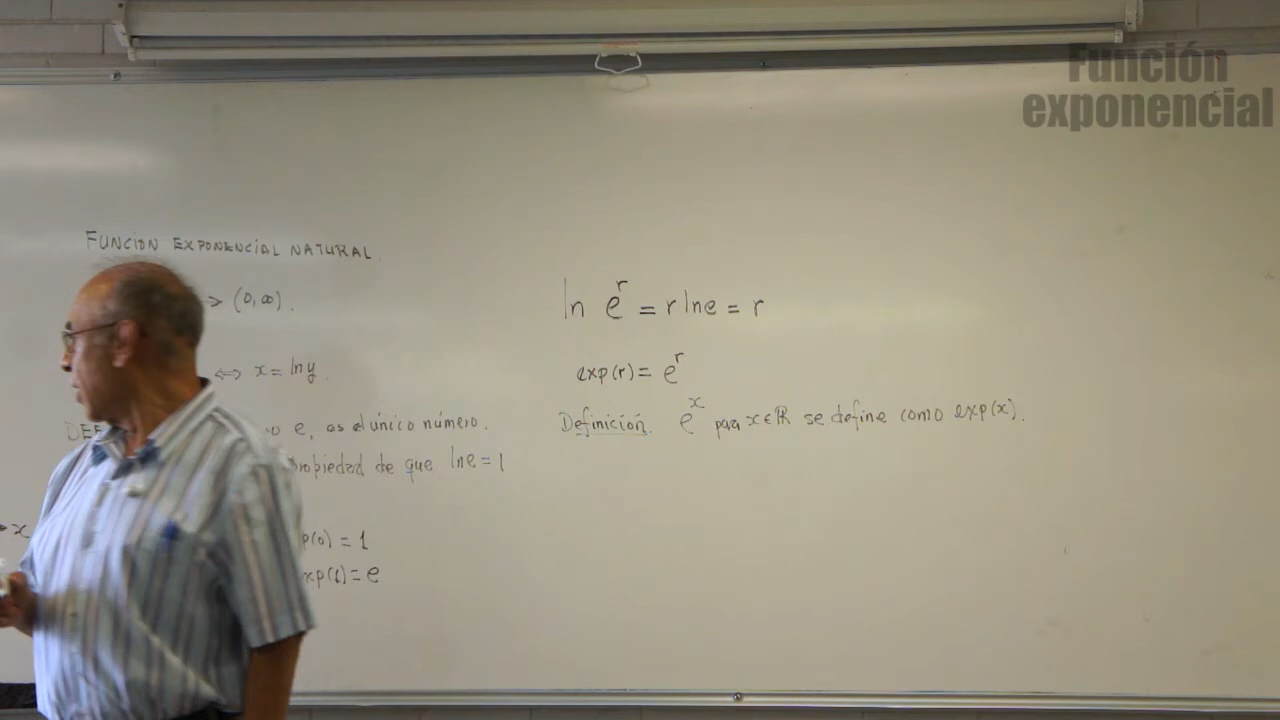 Función
exponencial
FUNCION EXPONENCIAL NATURAL.
→ (0,∞).
⇔ x = ln y.
DEF o e, es el único número.
propiedad de que ln e = 1
x
p(0) = 1
xp(1) = e
ln e^r = r ln e = r
exp(r) = e^r
Definición. e^x para x∈ℝ se define como exp(x).